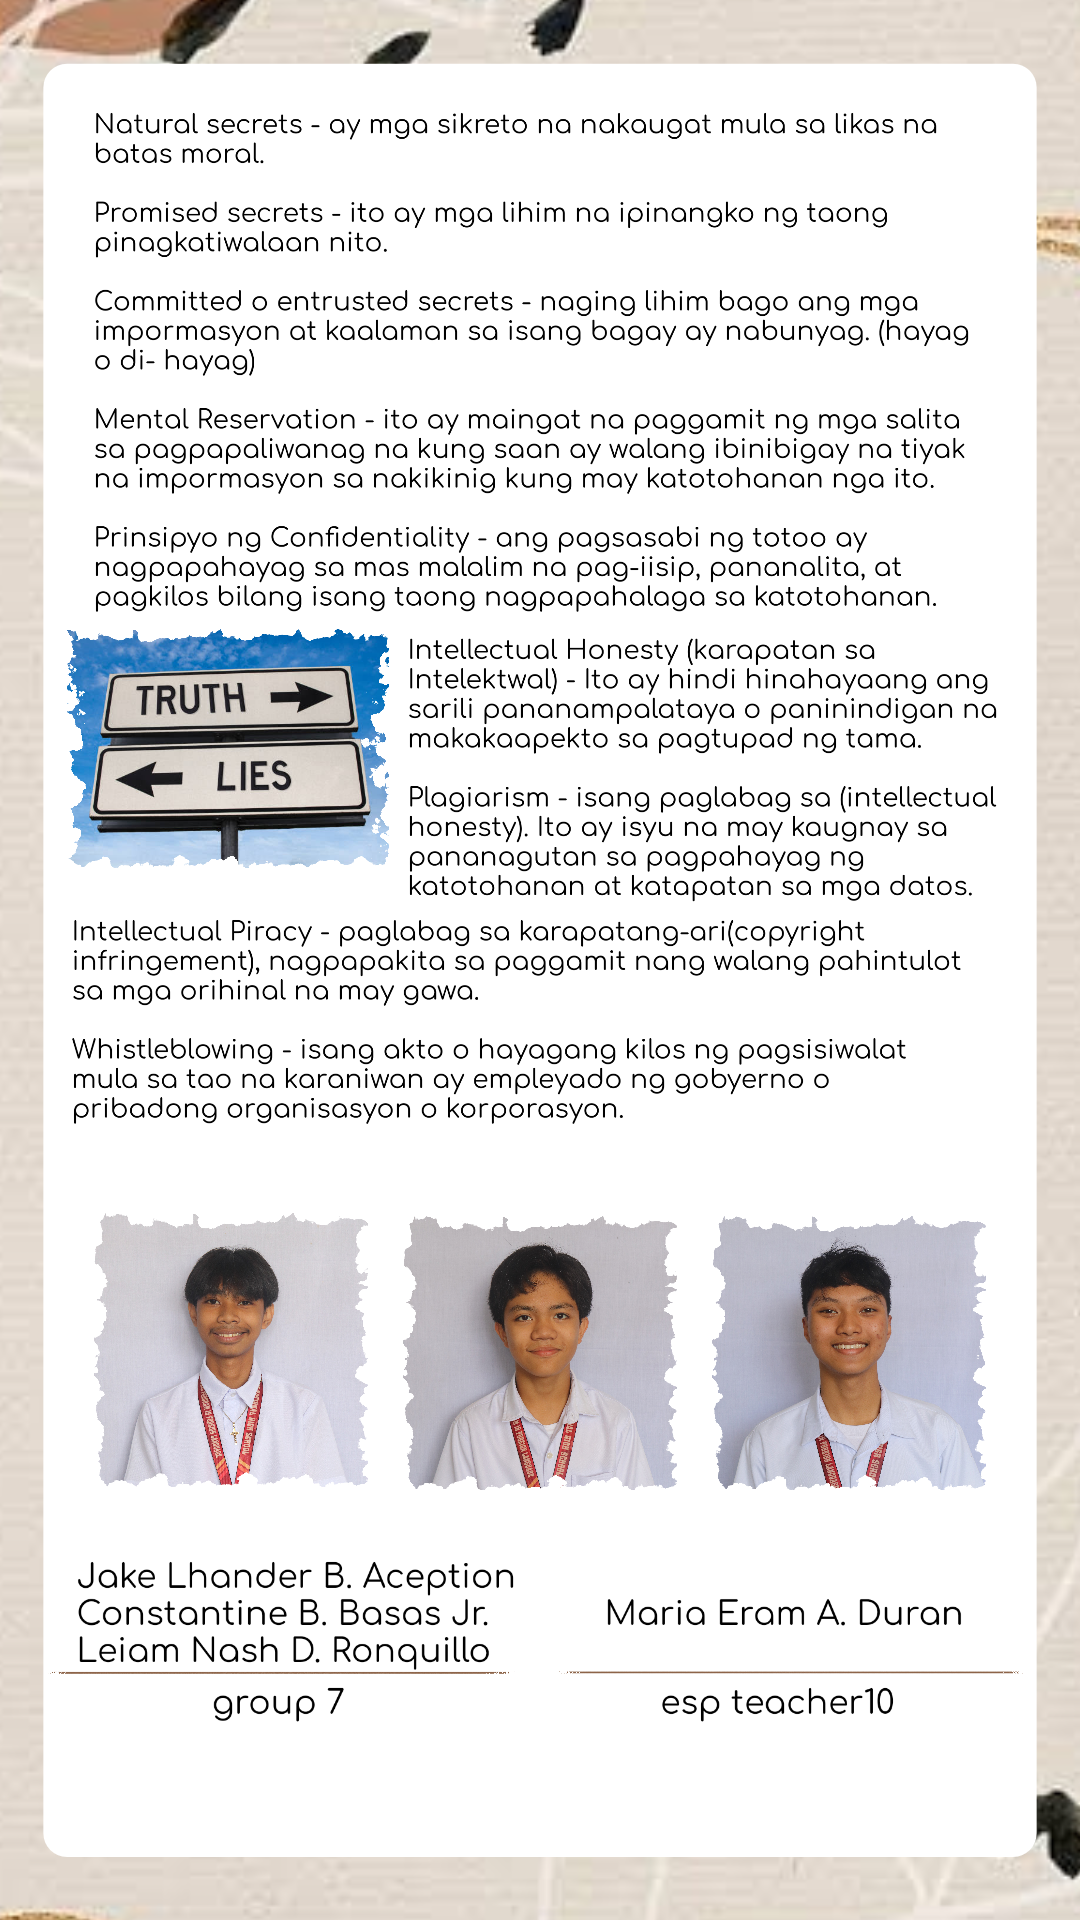 Natural secrets - ay mga sikreto na nakaugat mula sa likas na
batas moral.
Promised secrets - ito ay mga lihim na ipinangko ng taong
pinagkatiwalaan nito.
Committed o entrusted secrets - naging lihim bago ang mga
impormasyon at kaalaman sa isang bagay ay nabunyag. (hayag
o di- hayag)
Mental Reservation - ito ay maingat na paggamit ng mga salita
sa pagpapaliwanag na kung saan ay walang ibinibigay na tiyak
na impormasyon sa nakikinig kung may katotohanan nga ito.
Prinsipyo ng Confidentiality - ang pagsasabi ng totoo ay
nagpapahayag sa mas malalim na pag-iisip, pananalita, at
pagkilos bilang isang taong nagpapahalaga sa katotohanan.
TRUTH
LIES
Intellectual Honesty (karapatan sa
Intelektwal) - Ito ay hindi hinahayaang ang
sarili pananampalataya o paninindigan na
makakaapekto sa pagtupad ng tama.
Plagiarism - isang paglabag sa (intellectual
honesty). Ito ay isyu na may kaugnay sa
pananagutan sa pagpahayag ng
katotohanan at katapatan sa mga datos.
Intellectual Piracy - paglabag sa karapatang-ari(copyright
infringement), nagpapakita sa paggamit nang walang pahintulot
sa mga orihinal na may gawa.
Whistleblowing - isang akto o hayagang kilos ng pagsisiwalat
mula sa tao na karaniwan ay empleyado ng gobyerno o
pribadong organisasyon o korporasyon.
Jake Lhander B. Aception
Constantine B. Basas Jr.
Leiam Nash D. Ronquillo
group 7
Maria Eram A. Duran
esp teacher10